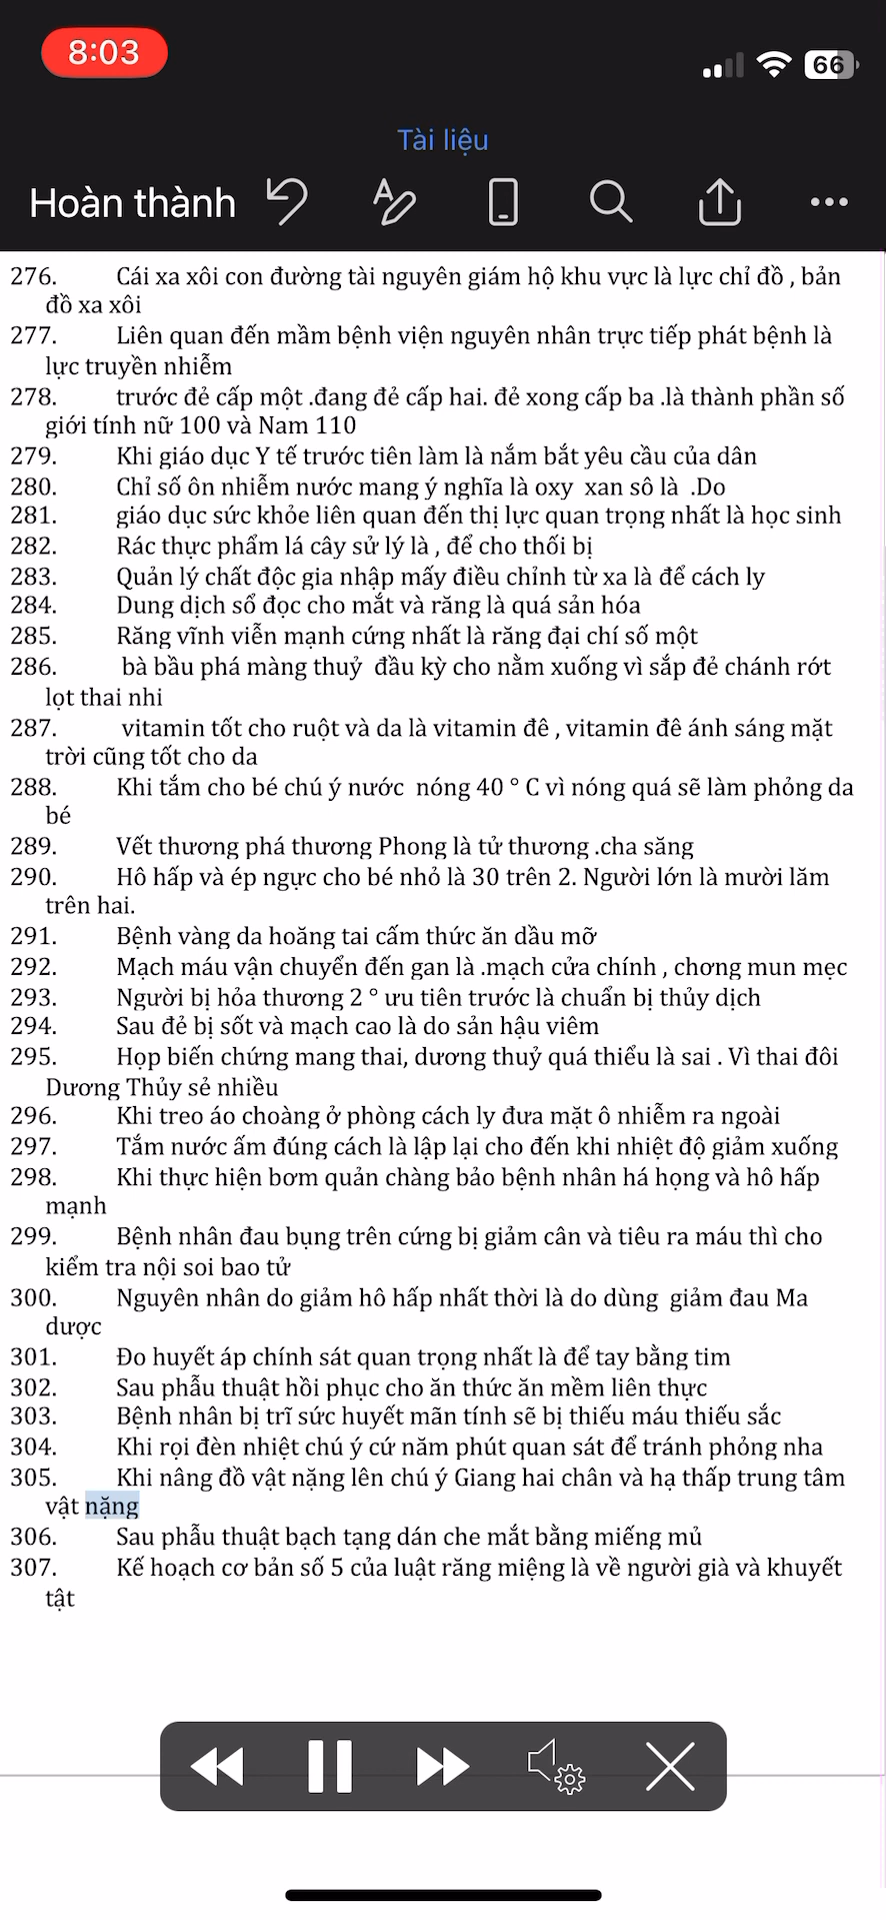 8:03
66
Tài liệu
Hoàn thành
276. Cái xa xôi con đường tài nguyên giám hộ khu vực là lực chỉ đồ , bản
đồ xa xôi
277. Liên quan đến mầm bệnh viện nguyên nhân trực tiếp phát bệnh là
lực truyền nhiễm
278. trước đẻ cấp một .đang đẻ cấp hai. đẻ xong cấp ba .là thành phần số
giới tính nữ 100 và Nam 110
279. Khi giáo dục Y tế trước tiên làm là nắm bắt yêu cầu của dân
280. Chỉ số ôn nhiễm nước mang ý nghĩa là oxy xan sô là .Do
281. giáo dục sức khỏe liên quan đến thị lực quan trọng nhất là học sinh
282. Rác thực phẩm lá cây sử lý là , để cho thối bị
283. Quản lý chất độc gia nhập mấy điều chỉnh từ xa là để cách ly
284. Dung dịch sổ đọc cho mắt và răng là quá sản hóa
285. Răng vĩnh viễn mạnh cứng nhất là răng đại chí số một
286. bà bầu phá màng thuỷ đầu kỳ cho nằm xuống vì sắp đẻ chánh rớt
lọt thai nhi
287. vitamin tốt cho ruột và da là vitamin đê , vitamin đê ánh sáng mặt
trời cũng tốt cho da
288. Khi tắm cho bé chú ý nước nóng 40 ° C vì nóng quá sẽ làm phỏng da
bé
289. Vết thương phá thương Phong là tử thương .cha săng
290. Hô hấp và ép ngực cho bé nhỏ là 30 trên 2. Người lớn là mười lăm
trên hai.
291. Bệnh vàng da hoăng tai cấm thức ăn dầu mỡ
292. Mạch máu vận chuyển đến gan là .mạch cửa chính , chơng mun mẹc
293. Người bị hỏa thương 2 ° ưu tiên trước là chuẩn bị thủy dịch
294. Sau đẻ bị sốt và mạch cao là do sản hậu viêm
295. Họp biến chứng mang thai, dương thuỷ quá thiểu là sai . Vì thai đôi
Dương Thủy sẻ nhiều
296. Khi treo áo choàng ở phòng cách ly đưa mặt ô nhiễm ra ngoài
297. Tắm nước ấm đúng cách là lập lại cho đến khi nhiệt độ giảm xuống
298. Khi thực hiện bơm quản chàng bảo bệnh nhân há họng và hô hấp
mạnh
299. Bệnh nhân đau bụng trên cứng bị giảm cân và tiêu ra máu thì cho
kiểm tra nội soi bao tử
300. Nguyên nhân do giảm hô hấp nhất thời là do dùng giảm đau Ma
dược
301. Đo huyết áp chính sát quan trọng nhất là để tay bằng tim
302. Sau phẫu thuật hồi phục cho ăn thức ăn mềm liên thực
303. Bệnh nhân bị trĩ sức huyết mãn tính sẽ bị thiếu máu thiếu sắc
304. Khi rọi đèn nhiệt chú ý cứ năm phút quan sát để tránh phỏng nha
305. Khi nâng đồ vật nặng lên chú ý Giang hai chân và hạ thấp trung tâm
vật nặng
306. Sau phẫu thuật bạch tạng dán che mắt bằng miếng mủ
307. Kế hoạch cơ bản số 5 của luật răng miệng là về người già và khuyết
tật